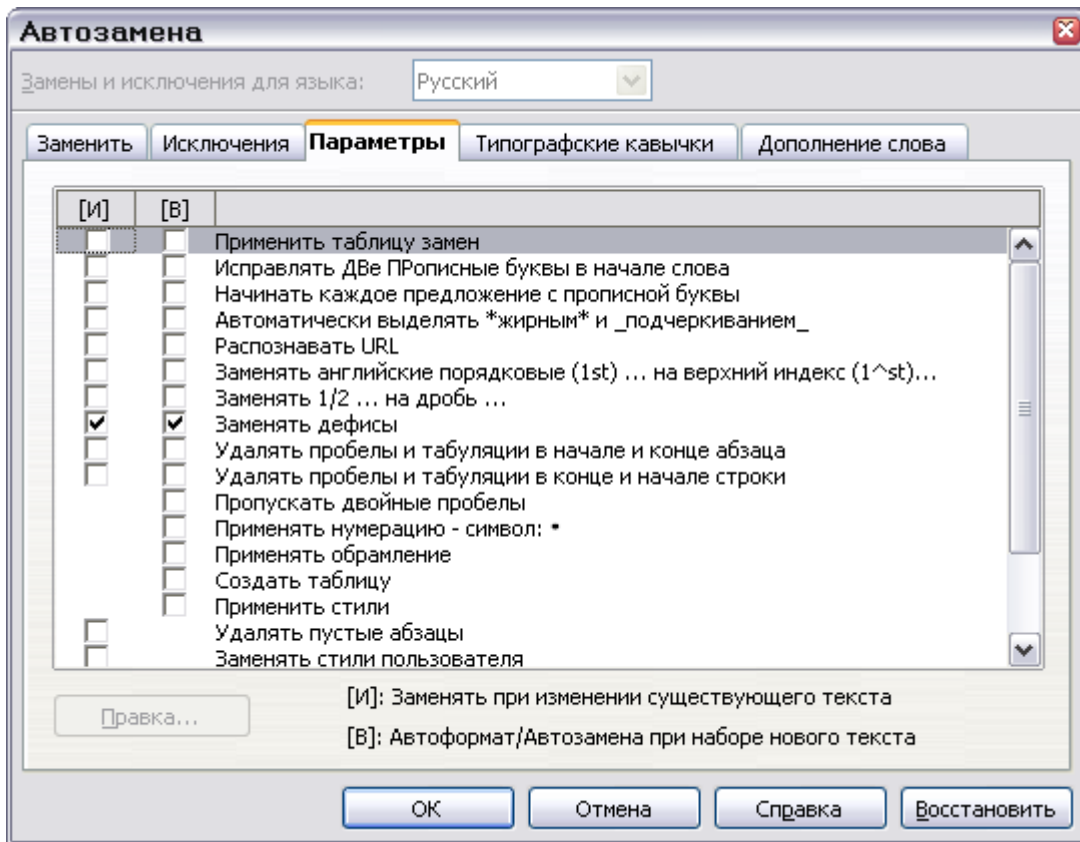 Автозамена
Замены и исключения для языка: Русский
Заменить Исключения Параметры Типографские кавычки Дополнение слова
[И] [В]
Применить таблицу замен
Исправлять ДВе ПРописные буквы в начале слова
Начинать каждое предложение с прописной буквы
Автоматически выделять *жирным* и _подчеркиванием_
Распознавать URL
Заменять английские порядковые (1st) ... на верхний индекс (1^st)...
Заменять 1/2 ... на дробь ...
Заменять дефисы
Удалять пробелы и табуляции в начале и конце абзаца
Удалять пробелы и табуляции в конце и начале строки
Пропускать двойные пробелы
Применять нумерацию - символ: •
Применять обрамление
Создать таблицу
Применить стили
Удалять пустые абзацы
Заменять стили пользователя
[И]: Заменять при изменении существующего текста
Правка...
[В]: Автоформат/Автозамена при наборе нового текста
ОК Отмена Справка Восстановить